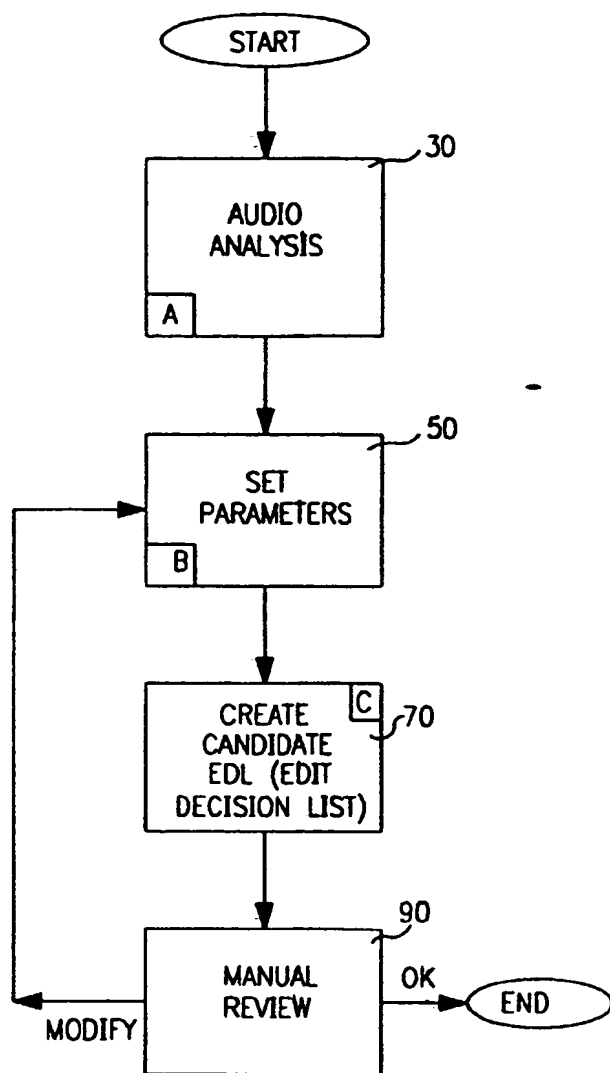 START
30
AUDIO
ANALYSIS
A
50
SET
PARAMETERS
B
C
70
CREATE
CANDIDATE
EDL (EDIT
DECISION LIST)
90
MANUAL
REVIEW
OK
END
MODIFY